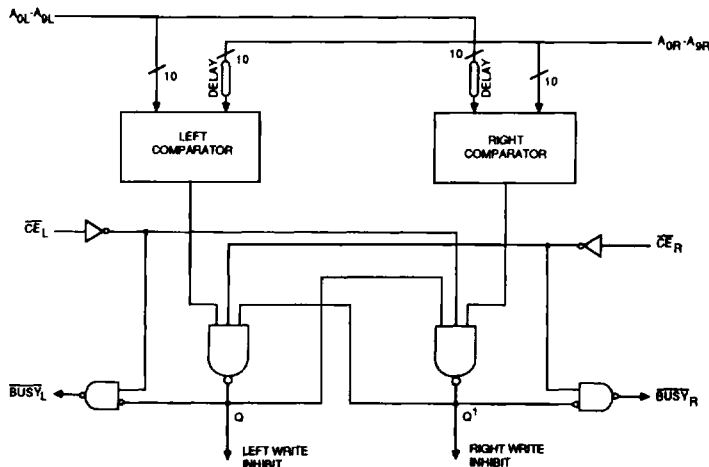 A0L-A9L
A0R-A9R
10
10
10
10
DELAY
DELAY
LEFT
COMPARATOR
RIGHT
COMPARATOR
CEL
CER
BUSYL
BUSYR
Q
Q1
LEFT WRITE
INHIBIT
RIGHT WRITE
INHIBIT